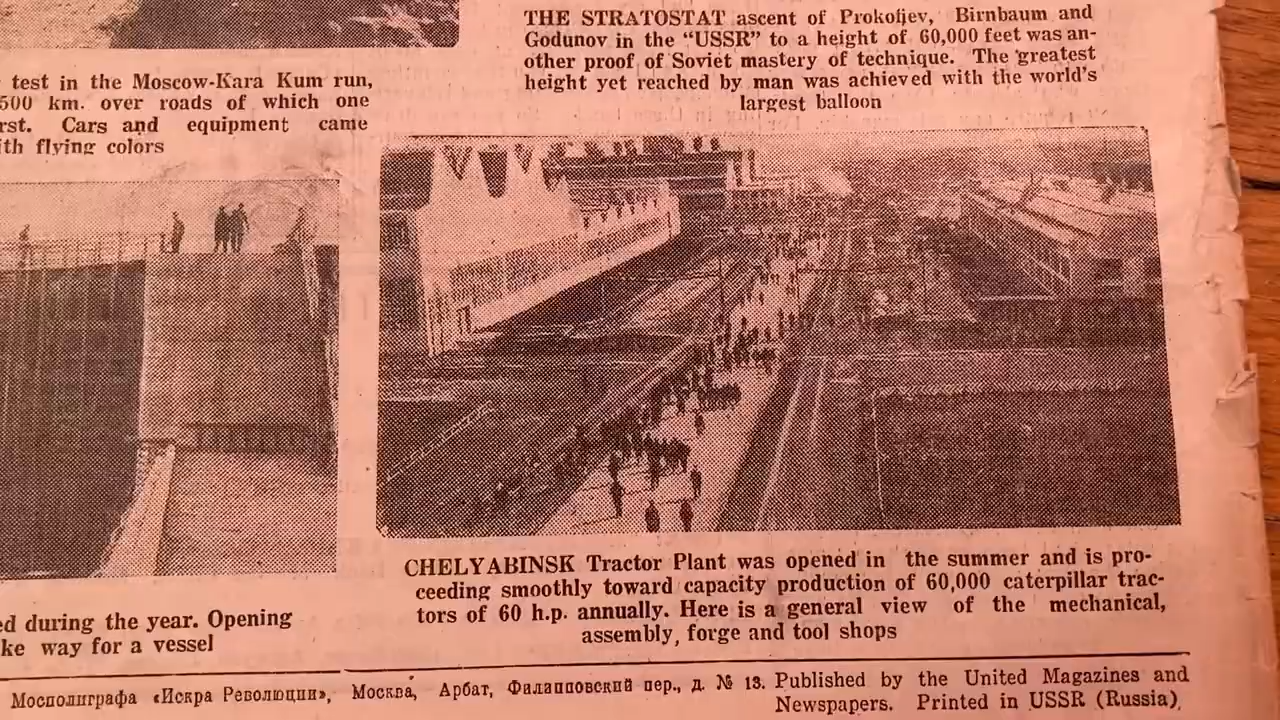 THE STRATOSTAT ascent of Prokofjev, Birnbaum and
Godunov in the “USSR” to a height of 60,000 feet was an-
other proof of Soviet mastery of technique. The greatest
height yet reached by man was achieved with the world's
largest balloon
test in the Moscow-Kara Kum run,
500 km. over roads of which one
rst. Cars and equipment came
ith flying colors
CHELYABINSK Tractor Plant was opened in the summer and is pro-
ceeding smoothly toward capacity production of 60,000 caterpillar trac-
tors of 60 h.p. annually. Here is a general view of the mechanical,
assembly, forge and tool shops
ed during the year. Opening
ke way for a vessel
Мосполиграфа «Искра Революции», Москва, Арбат, Филипповский пер., д. № 13.
Published by the United Magazines and
Newspapers. Printed in USSR (Russia)